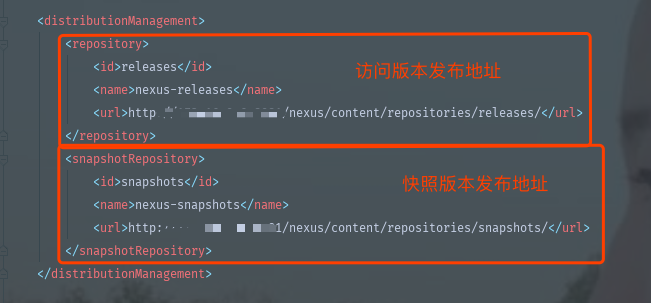 <distributionManagement>
<repository>
<id>releases</id>
访问版本发布地址
<name>nexus-releases</name>
<url>http /nexus/content/repositories/releases/</url>
</repository>
<snapshotRepository>
<id>snapshots</id>
快照版本发布地址
<name>nexus-snapshots</name>
<url>http: 1/nexus/content/repositories/snapshots/</url>
</snapshotRepository>
</distributionManagement>